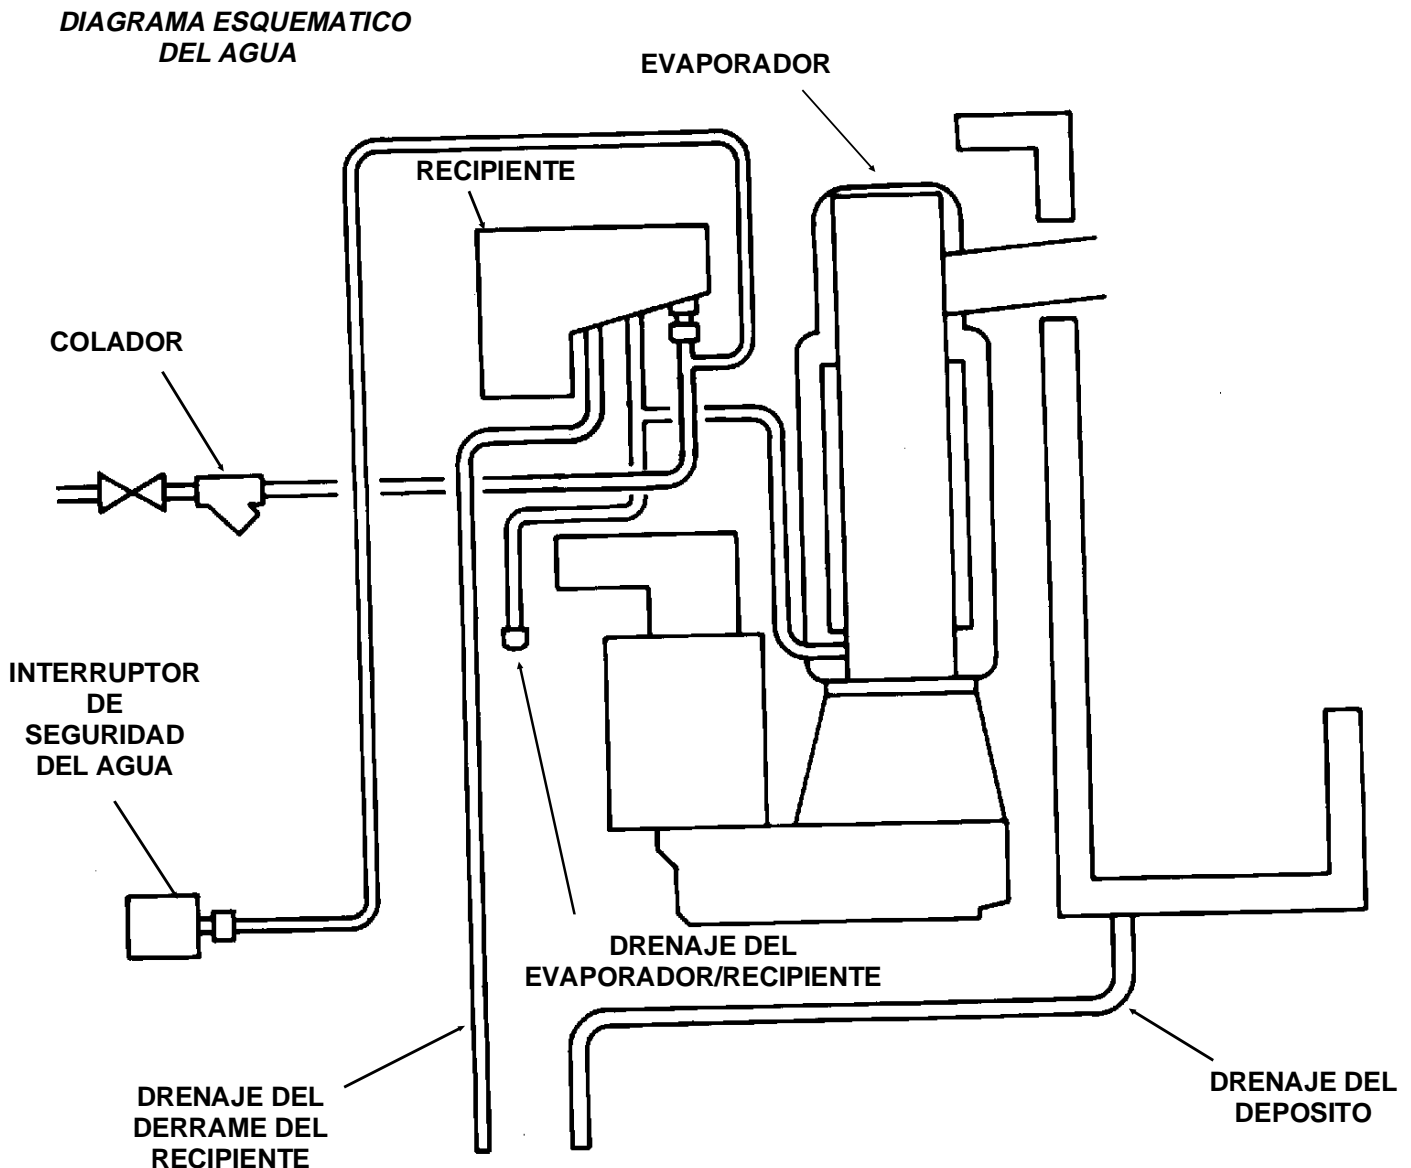 DIAGRAMA ESQUEMATICO
DEL AGUA
EVAPORADOR
RECIPIENTE
COLADOR
INTERRUPTOR
DE
SEGURIDAD
DEL AGUA
DRENAJE DEL
EVAPORADOR/RECIPIENTE
DRENAJE DEL
DERRAME DEL
RECIPIENTE
DRENAJE DEL
DEPOSITO